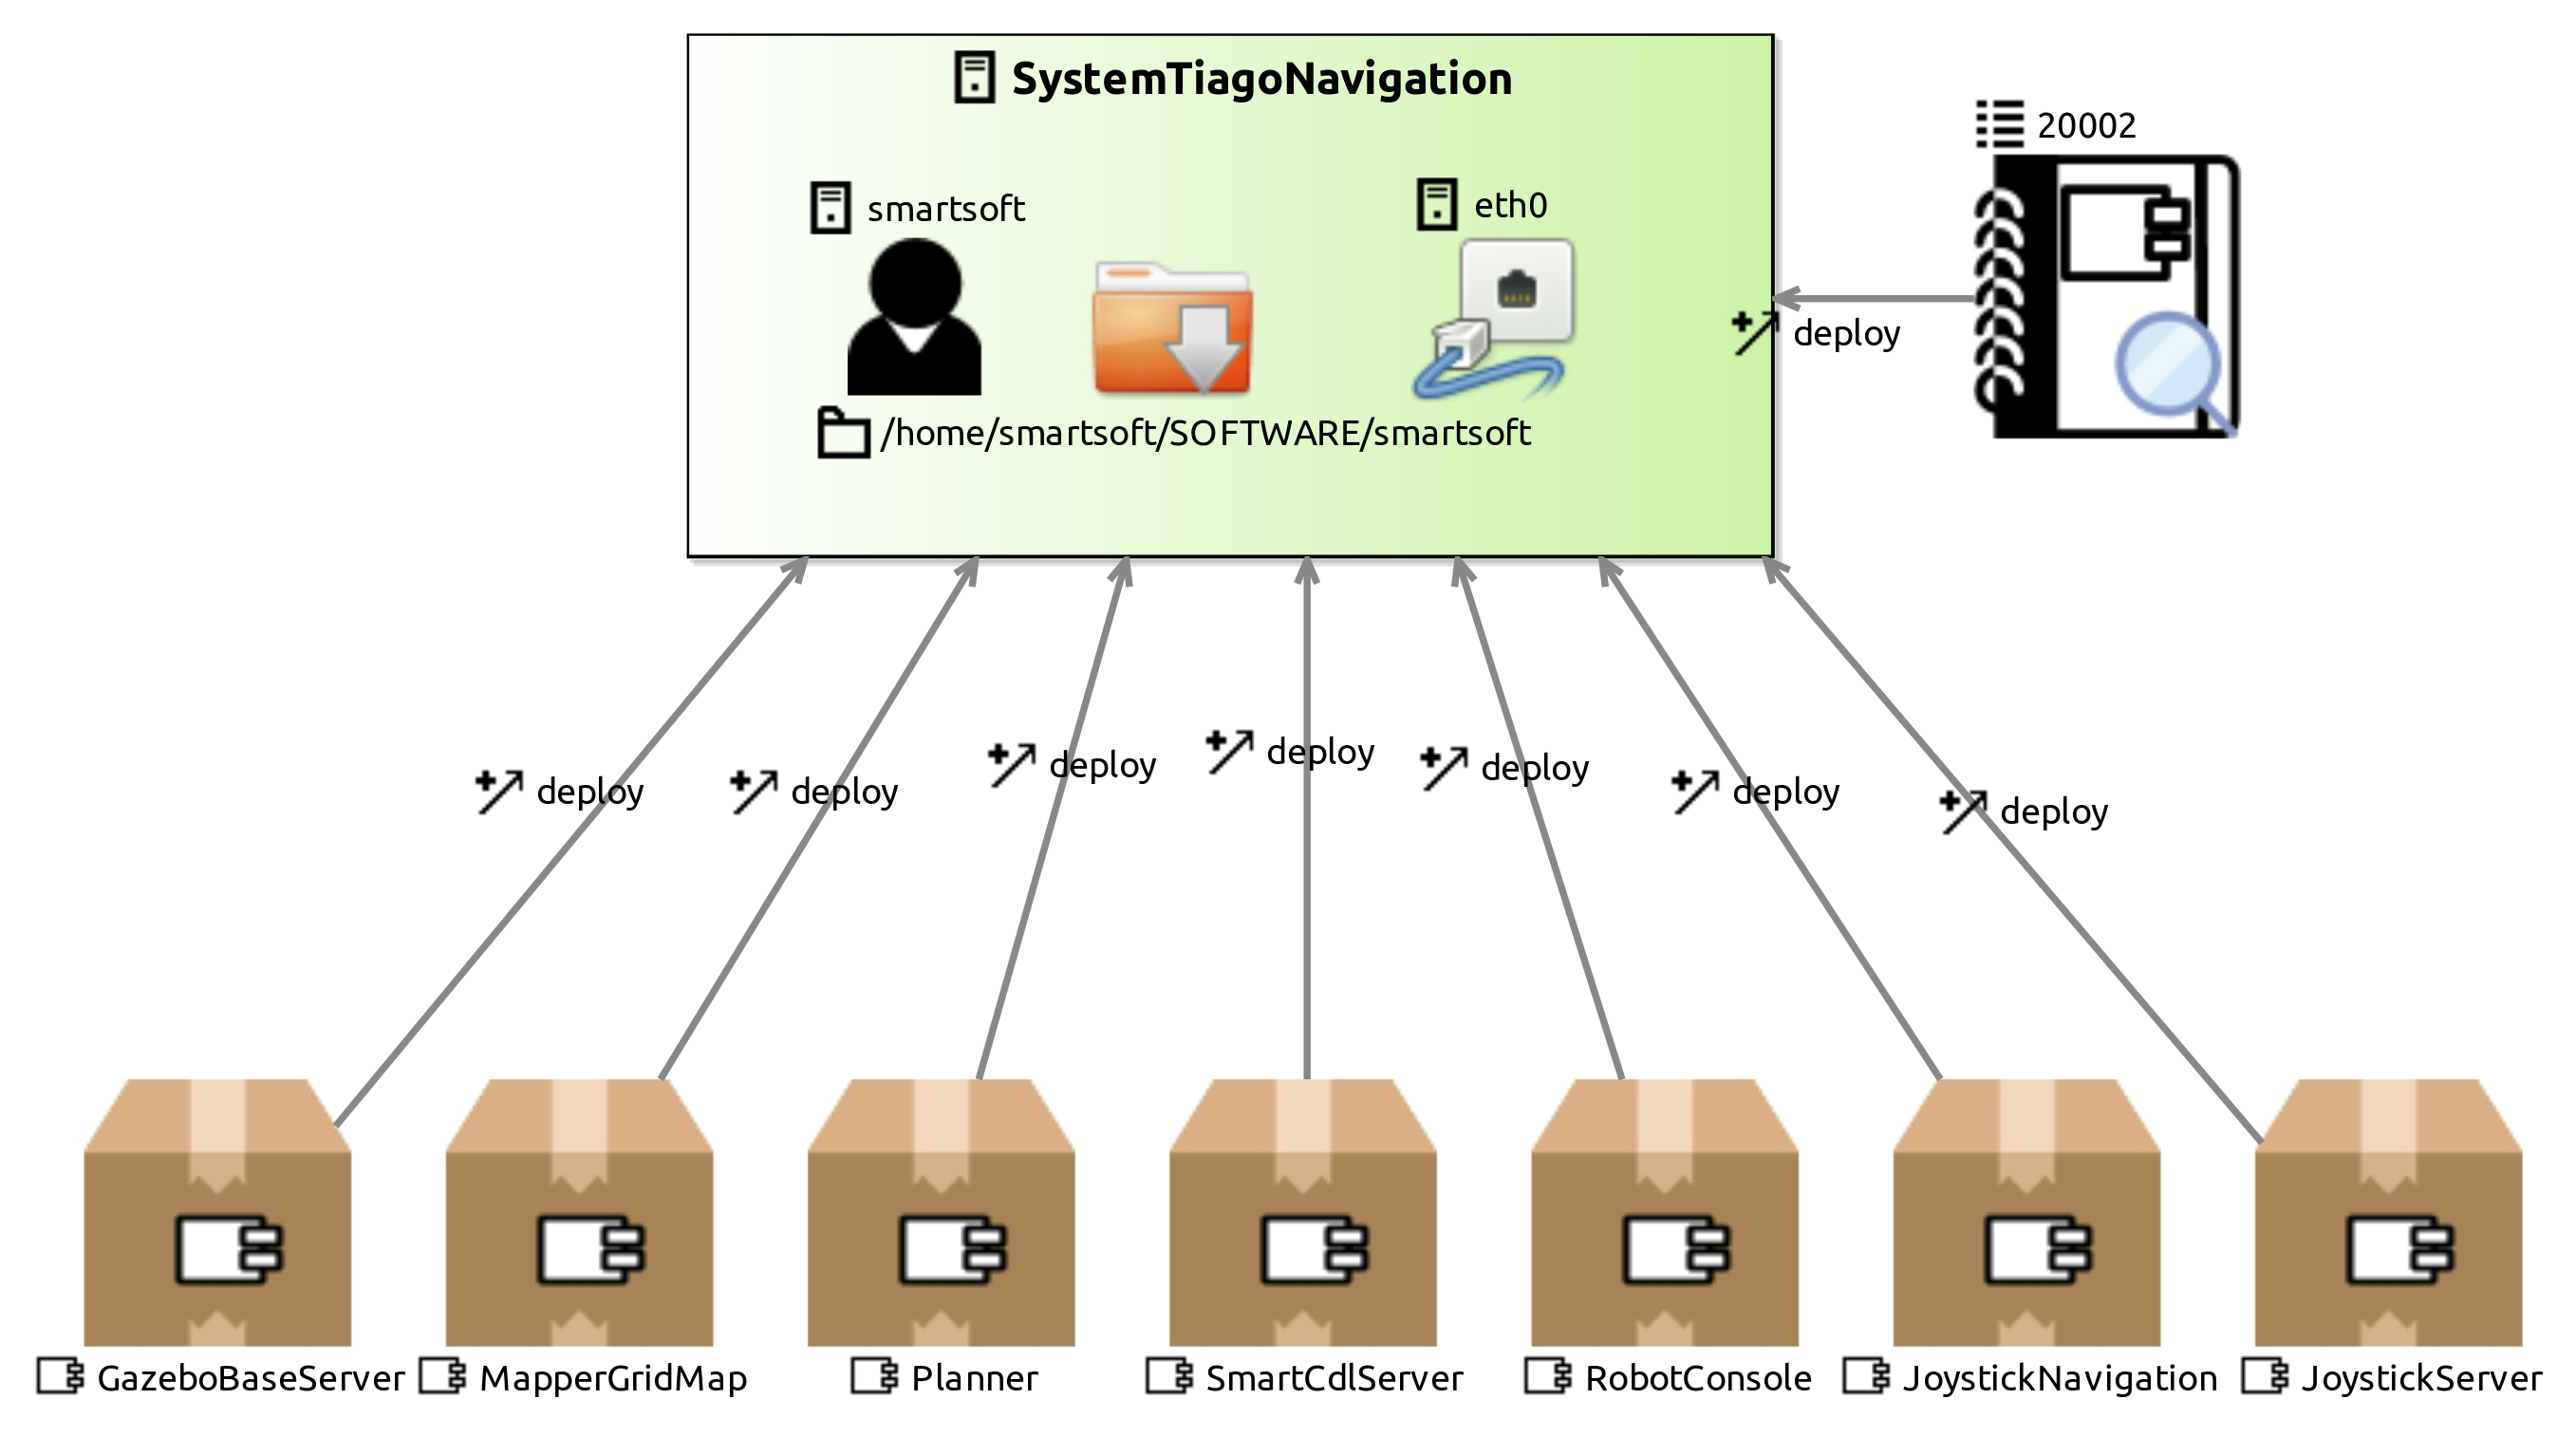 SystemTiagoNavigation
20002
smartsoft
eth0
deploy
/home/smartsoft/SOFTWARE/smartsoft
deploy
deploy
deploy
deploy
deploy
deploy
deploy
GazeboBaseServer
MapperGridMap
Planner
SmartCdlServer
RobotConsole
JoystickNavigation
JoystickServer